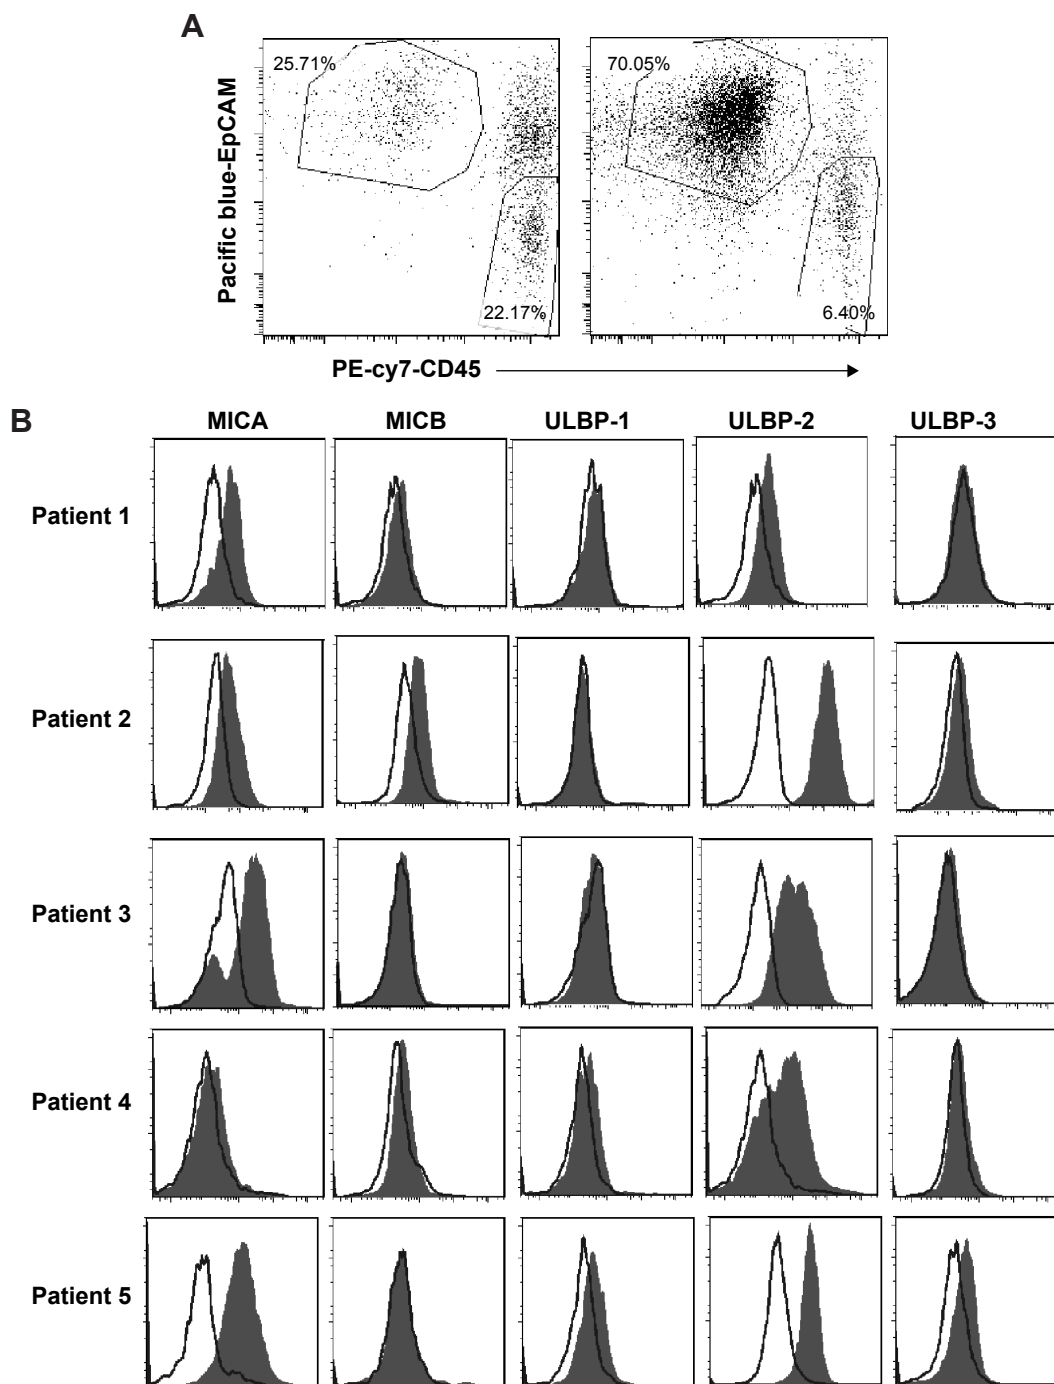 A
Pacific blue-EpCAM
25.71%
22.17%
70.05%
6.40%
PE-cy7-CD45
B
MICA MICB ULBP-1 ULBP-2 ULBP-3
Patient 1
Patient 2
Patient 3
Patient 4
Patient 5